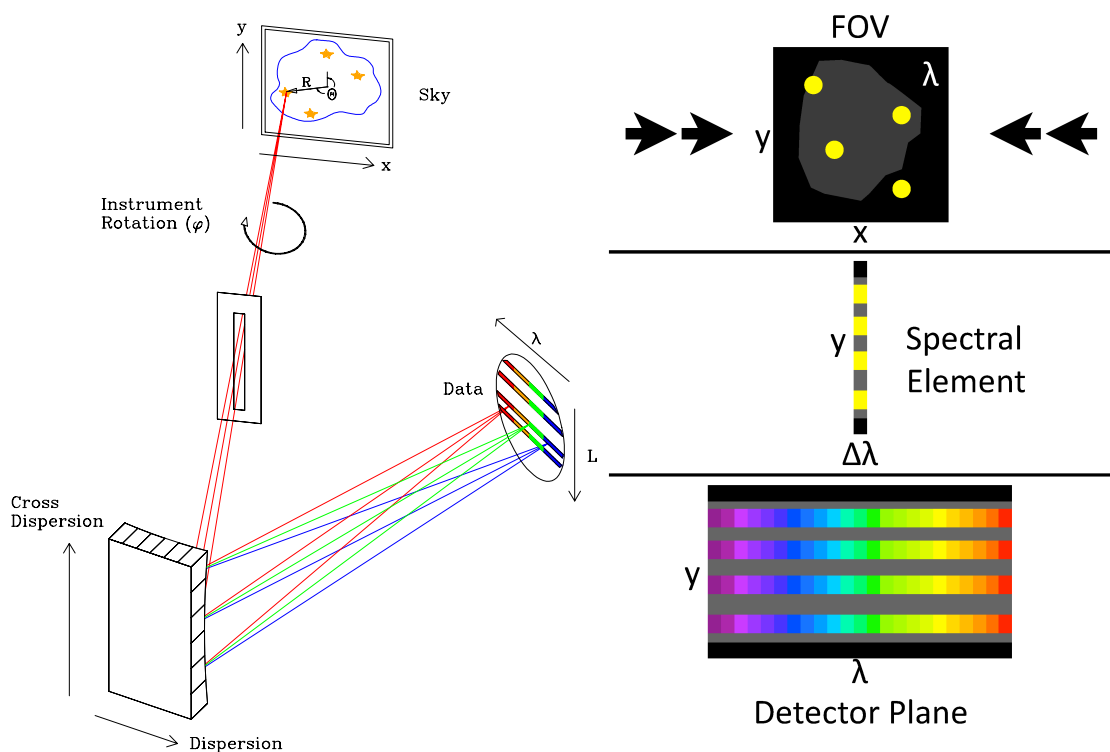 y
R
Θ
Sky
x
Instrument
Rotation (φ)
λ
Data
L
Cross
Dispersion
Dispersion
FOV
λ
y
x
y
Spectral
Element
Δλ
y
λ
Detector Plane